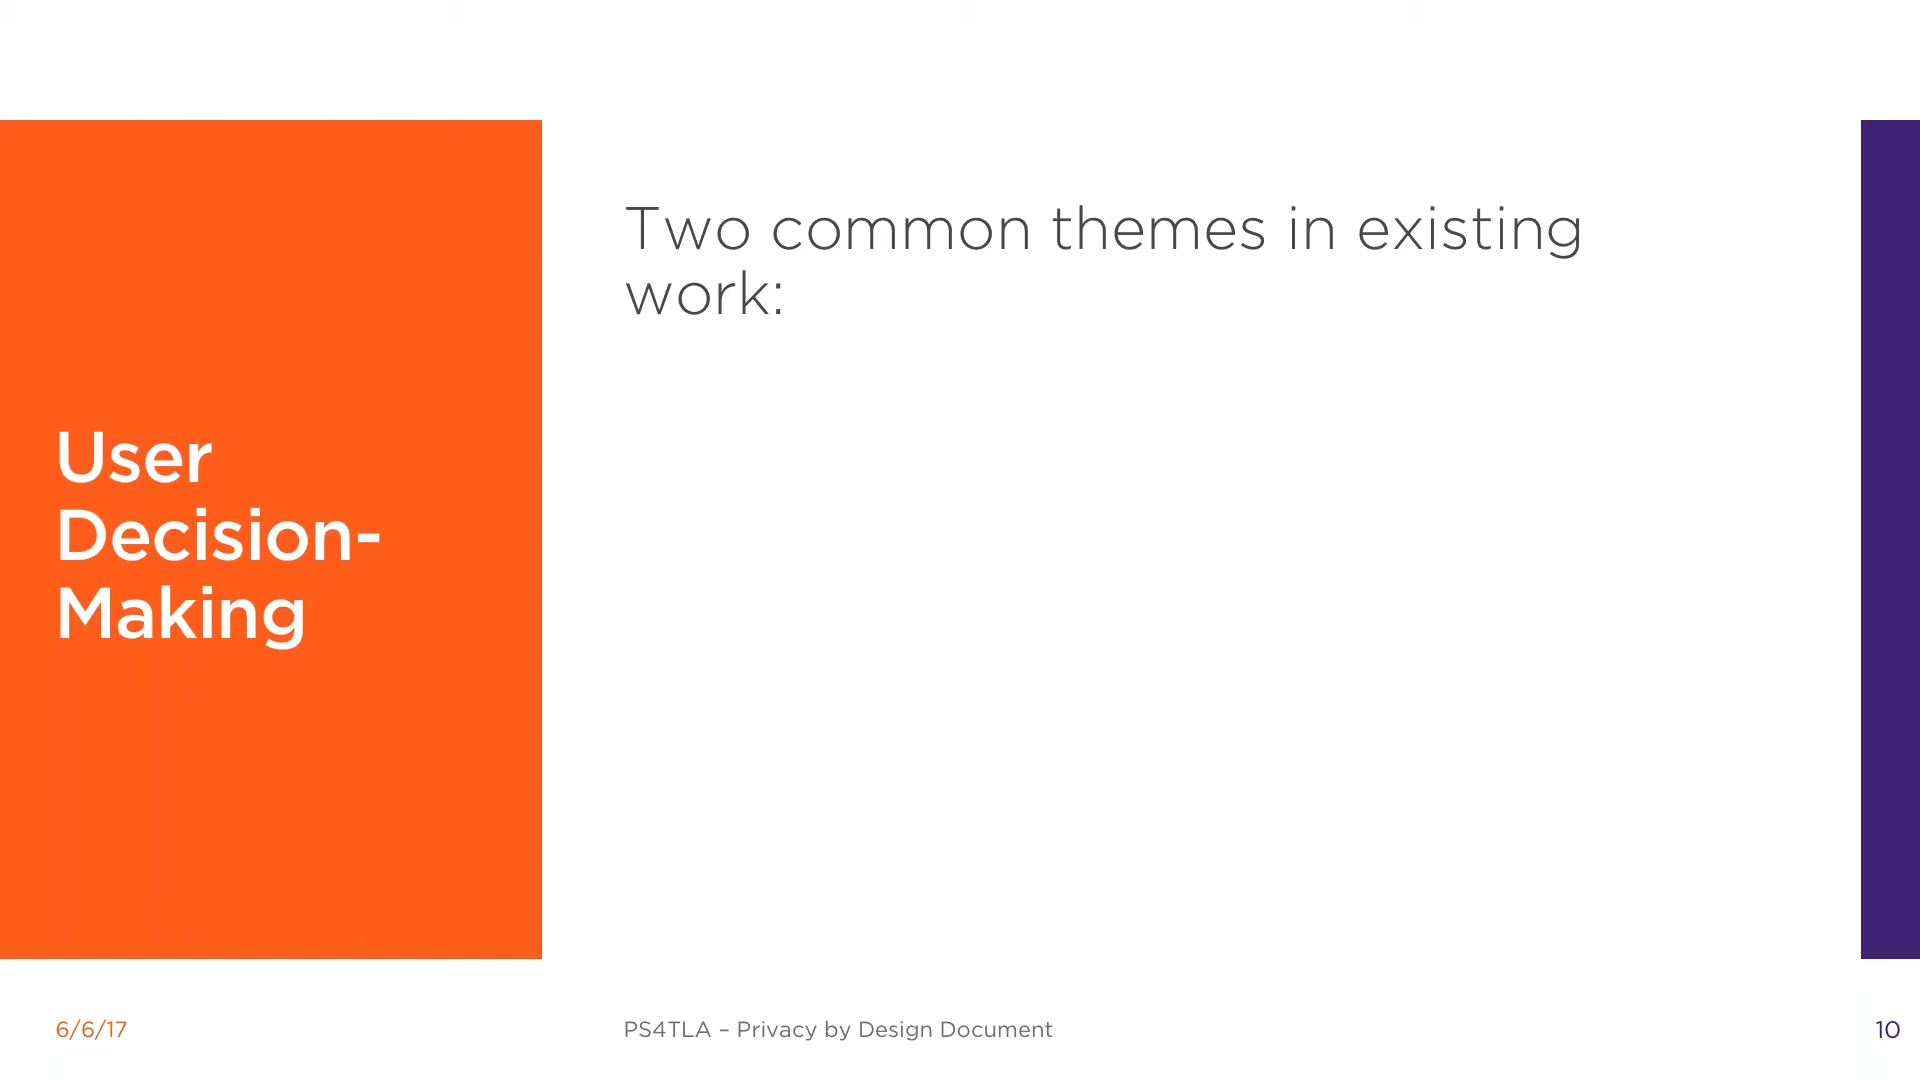 User
Decision-
Making
Two common themes in existing
work:
6/6/17
PS4TLA – Privacy by Design Document
10